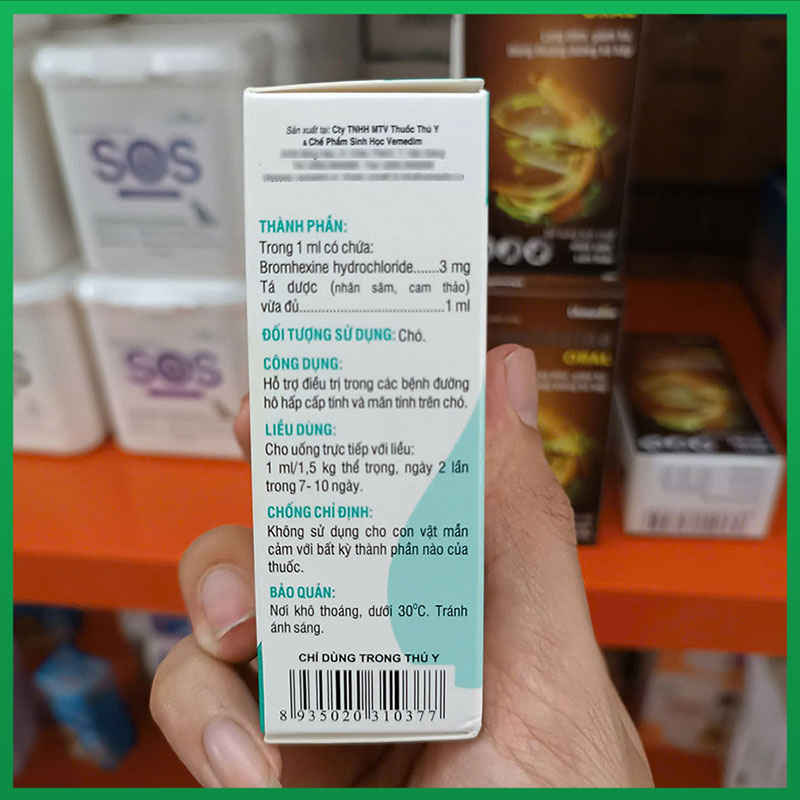 SOS
SOS
ORAL
Sản xuất tại: Cty TNHH MTV Thuốc Thú Y
& Chế Phẩm Sinh Học Vemedim
THÀNH PHẦN:
Trong 1 ml có chứa:
Bromhexine hydrochloride.......3 mg
Tá dược (nhân sâm, cam thảo)
vừa đủ.........................................1 ml
ĐỐI TƯỢNG SỬ DỤNG: Chó.
CÔNG DỤNG:
Hỗ trợ điều trị trong các bệnh đường
hô hấp cấp tính và mãn tính trên chó.
LIỀU DÙNG:
Cho uống trực tiếp với liều:
1 ml/1,5 kg thể trọng, ngày 2 lần
trong 7- 10 ngày.
CHỐNG CHỈ ĐỊNH:
Không sử dụng cho con vật mẫn
cảm với bất kỳ thành phần nào của
thuốc.
BẢO QUẢN:
Nơi khô thoáng, dưới 30°C. Tránh
ánh sáng.
CHỈ DÙNG TRONG THÚ Y
8 935020 310377